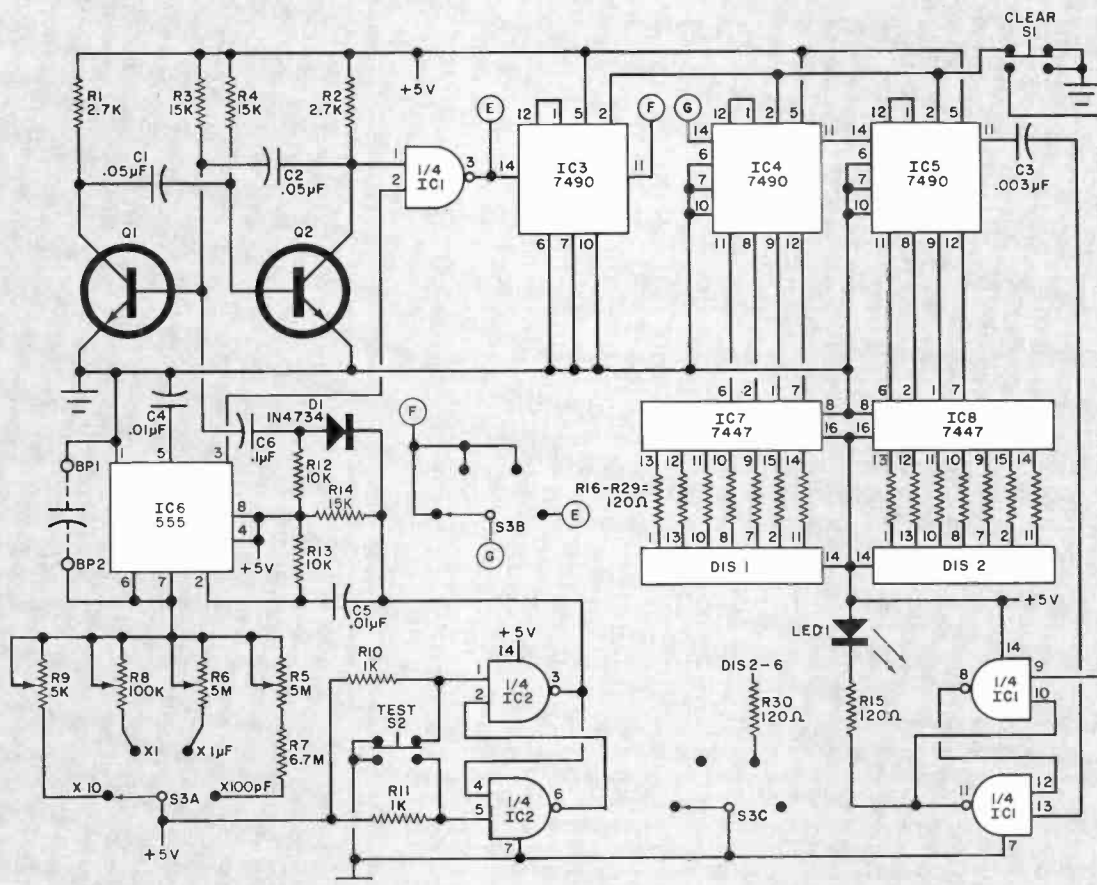 CLEAR
S1
R1
2.7K
R3
15K
R4
15K
R2
2.7K
+5V
E
F
G
12 1 5 2
12 1 2 5
12 1 2 5
C1
.05µF
C2
.05µF
1
2
1/4
IC1
3
14
IC3
7490
11
14
6
7
10
IC4
7490
11
14
6
7
10
IC5
7490
11
C3
.003µF
Q1
Q2
6 7 10
11 8 9 12
11 8 9 12
C4
.01µF
D1
1N4734
C6
.1µF
F
6 2 1 7
IC7
7447
8
16
8
16
6 2 1 7
IC8
7447
BP1
BP2
1 5 3
IC6
555
8
4
+5V
6 7 2
R12
10K
R14
15K
R13
10K
C5
.01µF
S3B
E
G
13 12 11 10 9 15 14
R16-R29=
120Ω
13 12 11 10 9 15 14
1 13 10 8 7 2 11
DIS 1
14
14
1 13 10 8 7 2 11
DIS 2
+5V
LED1
R9
5K
R8
100K
R6
5M
R5
5M
R7
6.7M
X1
X1µF
X10
S3A
X100pF
+5V
R10
1K
TEST
S2
R11
1K
+5V
14
1
2
1/4
IC2
3
4
5
1/4
IC2
6
7
DIS2-6
R30
120Ω
S3C
R15
120Ω
14
8
1/4
IC1
9
10
11
1/4
IC1
12
13
7